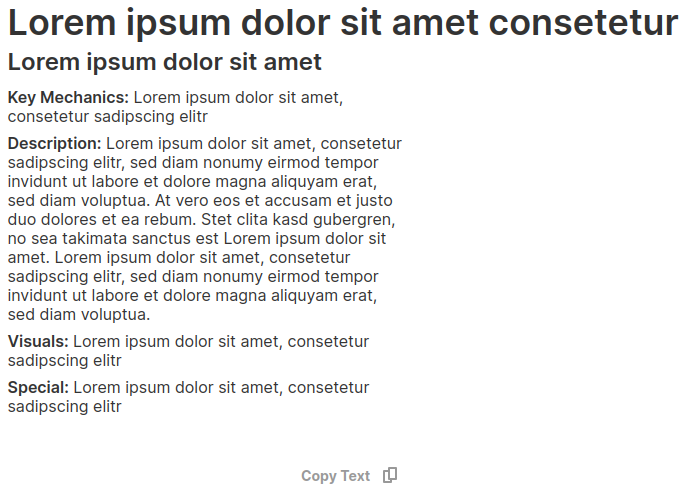 Lorem ipsum dolor sit amet consetetur
Lorem ipsum dolor sit amet
Key Mechanics: Lorem ipsum dolor sit amet,
consetetur sadipscing elitr
Description: Lorem ipsum dolor sit amet, consetetur
sadipscing elitr, sed diam nonumy eirmod tempor
invidunt ut labore et dolore magna aliquyam erat,
sed diam voluptua. At vero eos et accusam et justo
duo dolores et ea rebum. Stet clita kasd gubergren,
no sea takimata sanctus est Lorem ipsum dolor sit
amet. Lorem ipsum dolor sit amet, consetetur
sadipscing elitr, sed diam nonumy eirmod tempor
invidunt ut labore et dolore magna aliquyam erat,
sed diam voluptua.
Visuals: Lorem ipsum dolor sit amet, consetetur
sadipscing elitr
Special: Lorem ipsum dolor sit amet, consetetur
sadipscing elitr
Copy Text